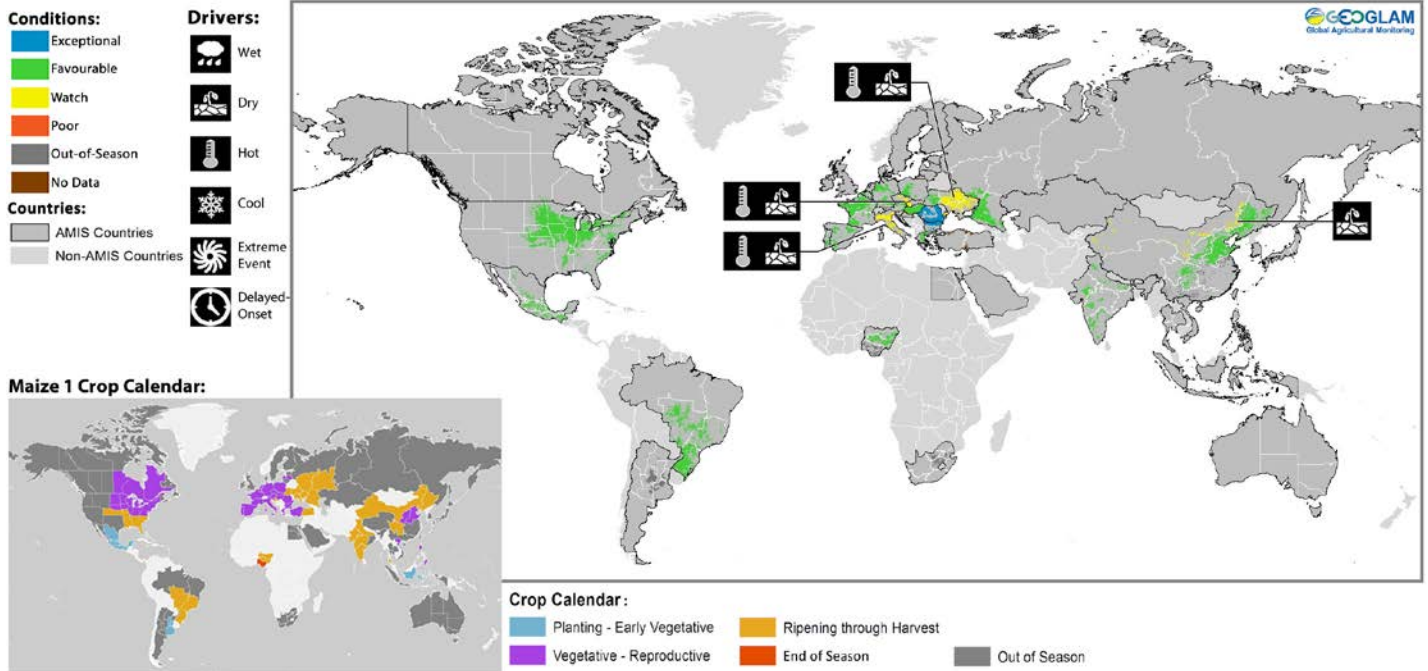 Conditions:
Exceptional
Favourable
Watch
Poor
Out-of-Season
No Data
Countries:
AMIS Countries
Non-AMIS Countries
Drivers:
Wet
Dry
Hot
Cool
Extreme
Event
Delayed-
Onset
GEOGLAM
Global Agricultural Monitoring
Maize 1 Crop Calendar:
Crop Calendar :
Planting - Early Vegetative
Ripening through Harvest
Vegetative - Reproductive
End of Season
Out of Season